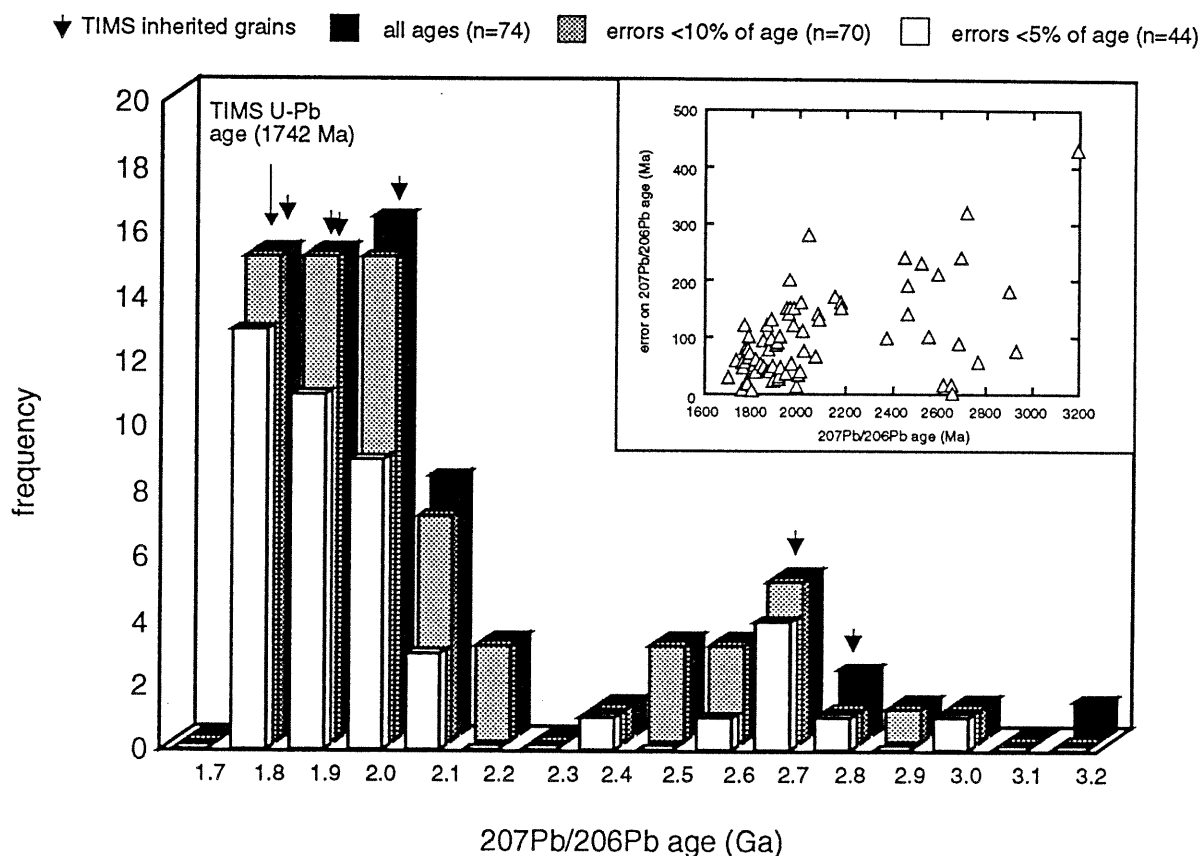 TIMS inherited grains
all ages (n=74)
errors <10% of age (n=70)
errors <5% of age (n=44)
TIMS U-Pb
age (1742 Ma)
20
18
16
14
12
10
8
6
4
2
0
frequency
1.7 1.8 1.9 2.0 2.1 2.2 2.3 2.4 2.5 2.6 2.7 2.8 2.9 3.0 3.1 3.2
207Pb/206Pb age (Ga)
500
400
300
200
100
0
error on 207Pb/206Pb age (Ma)
1600 1800 2000 2200 2400 2600 2800 3000 3200
207Pb/206Pb age (Ma)